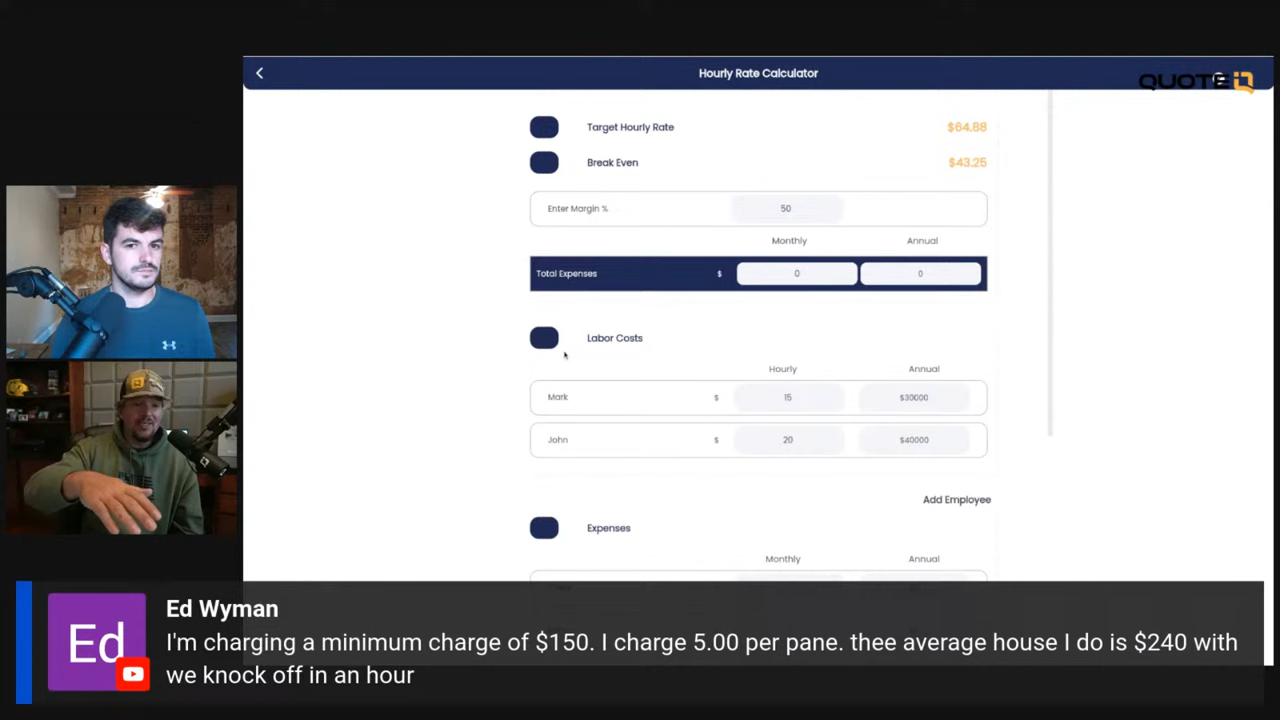 Hourly Rate Calculator
QUOTE IQ
Target Hourly Rate $64.88
Break Even $43.25
Enter Margin % 50
Monthly Annual
Total Expenses $ 0 0
Labor Costs
Hourly Annual
Mark $ 15 $30000
John $ 20 $40000
Add Employee
Expenses
Monthly Annual
Ed
Ed Wyman
I'm charging a minimum charge of $150. I charge 5.00 per pane. thee average house I do is $240 with
we knock off in an hour